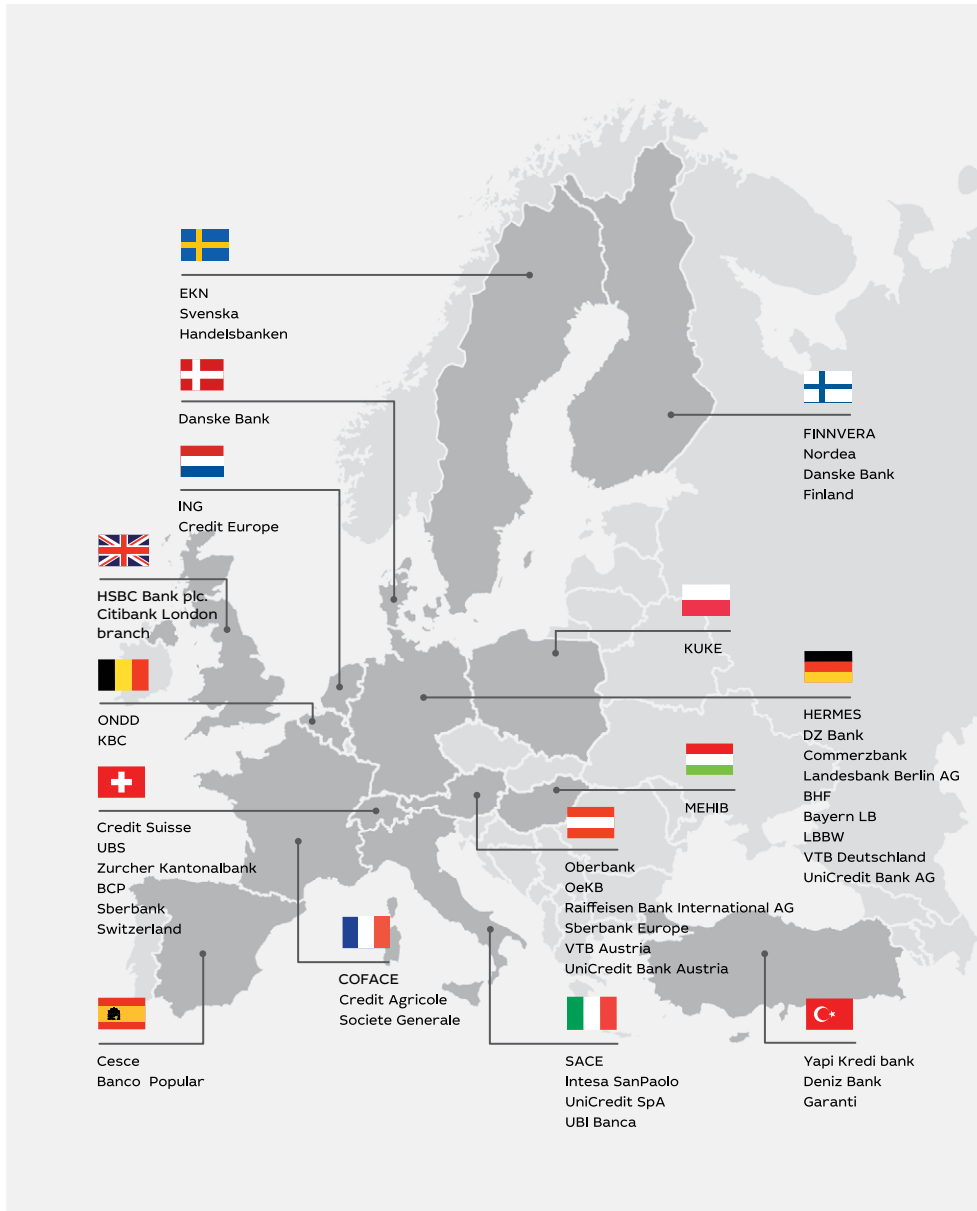 EKN
Svenska
Handelsbanken
Danske Bank
ING
Credit Europe
HSBC Bank plc.
Citibank London
branch
ONDD
KBC
Credit Suisse
UBS
Zurcher Kantonalbank
BCP
Sberbank
Switzerland
Cesce
Banco Popular
COFACE
Credit Agricole
Societe Generale
FINNVERA
Nordea
Danske Bank
Finland
KUKE
HERMES
DZ Bank
Commerzbank
Landesbank Berlin AG
BHF
Bayern LB
LBBW
VTB Deutschland
UniCredit Bank AG
MEHIB
Oberbank
OeKB
Raiffeisen Bank International AG
Sberbank Europe
VTB Austria
UniCredit Bank Austria
SACE
Intesa SanPaolo
UniCredit SpA
UBI Banca
Yapi Kredi bank
Deniz Bank
Garanti